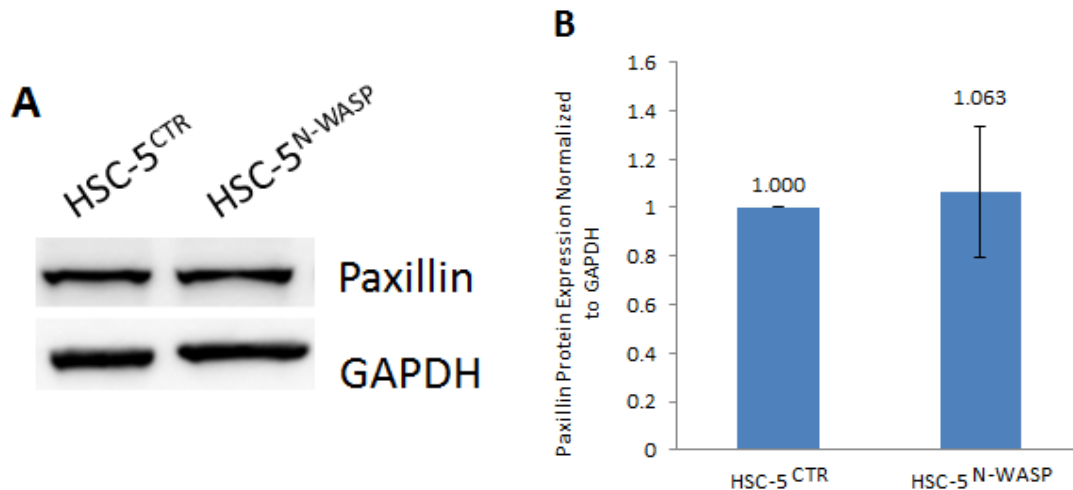 A
HSC-5CTR
HSC-5N-WASP
Paxillin
GAPDH
B
Paxillin Protein Expression Normalized
to GAPDH
1.6
1.4
1.2
1
0.8
0.6
0.4
0.2
0
1.000
1.063
HSC-5 CTR
HSC-5 N-WASP